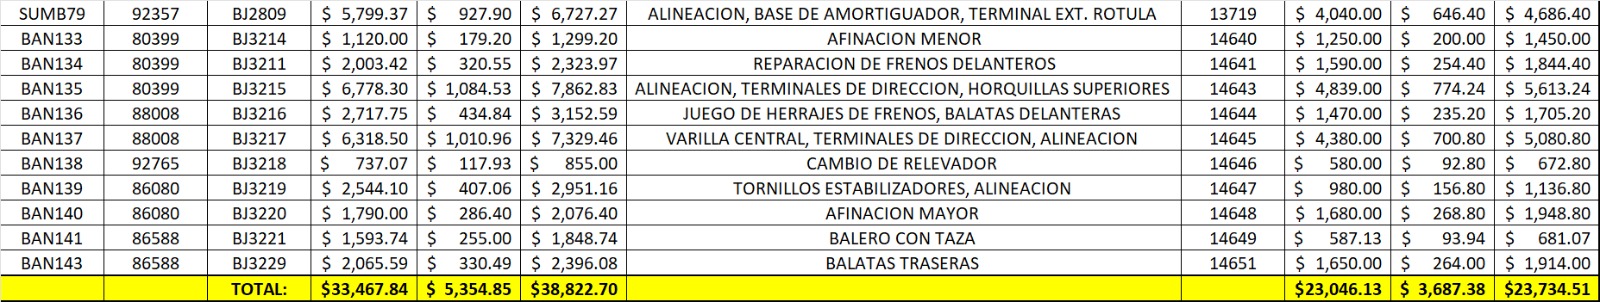 SUMB79 92357 BJ2809 $ 5,799.37 $ 927.90 $ 6,727.27 ALINEACION, BASE DE AMORTIGUADOR, TERMINAL EXT. ROTULA 13719 $ 4,040.00 $ 646.40 $ 4,686.40
BAN133 80399 BJ3214 $ 1,120.00 $ 179.20 $ 1,299.20 AFINACION MENOR 14640 $ 1,250.00 $ 200.00 $ 1,450.00
BAN134 80399 BJ3211 $ 2,003.42 $ 320.55 $ 2,323.97 REPARACION DE FRENOS DELANTEROS 14641 $ 1,590.00 $ 254.40 $ 1,844.40
BAN135 80399 BJ3215 $ 6,778.30 $ 1,084.53 $ 7,862.83 ALINEACION, TERMINALES DE DIRECCION, HORQUILLAS SUPERIORES 14643 $ 4,839.00 $ 774.24 $ 5,613.24
BAN136 88008 BJ3216 $ 2,717.75 $ 434.84 $ 3,152.59 JUEGO DE HERRAJES DE FRENOS, BALATAS DELANTERAS 14644 $ 1,470.00 $ 235.20 $ 1,705.20
BAN137 88008 BJ3217 $ 6,318.50 $ 1,010.96 $ 7,329.46 VARILLA CENTRAL, TERMINALES DE DIRECCION, ALINEACION 14645 $ 4,380.00 $ 700.80 $ 5,080.80
BAN138 92765 BJ3218 $ 737.07 $ 117.93 $ 855.00 CAMBIO DE RELEVADOR 14646 $ 580.00 $ 92.80 $ 672.80
BAN139 86080 BJ3219 $ 2,544.10 $ 407.06 $ 2,951.16 TORNILLOS ESTABILIZADORES, ALINEACION 14647 $ 980.00 $ 156.80 $ 1,136.80
BAN140 86080 BJ3220 $ 1,790.00 $ 286.40 $ 2,076.40 AFINACION MAYOR 14648 $ 1,680.00 $ 268.80 $ 1,948.80
BAN141 86588 BJ3221 $ 1,593.74 $ 255.00 $ 1,848.74 BALERO CON TAZA 14649 $ 587.13 $ 93.94 $ 681.07
BAN143 86588 BJ3229 $ 2,065.59 $ 330.49 $ 2,396.08 BALATAS TRASERAS 14651 $ 1,650.00 $ 264.00 $ 1,914.00
TOTAL: $33,467.84 $ 5,354.85 $38,822.70 $23,046.13 $ 3,687.38 $23,734.51